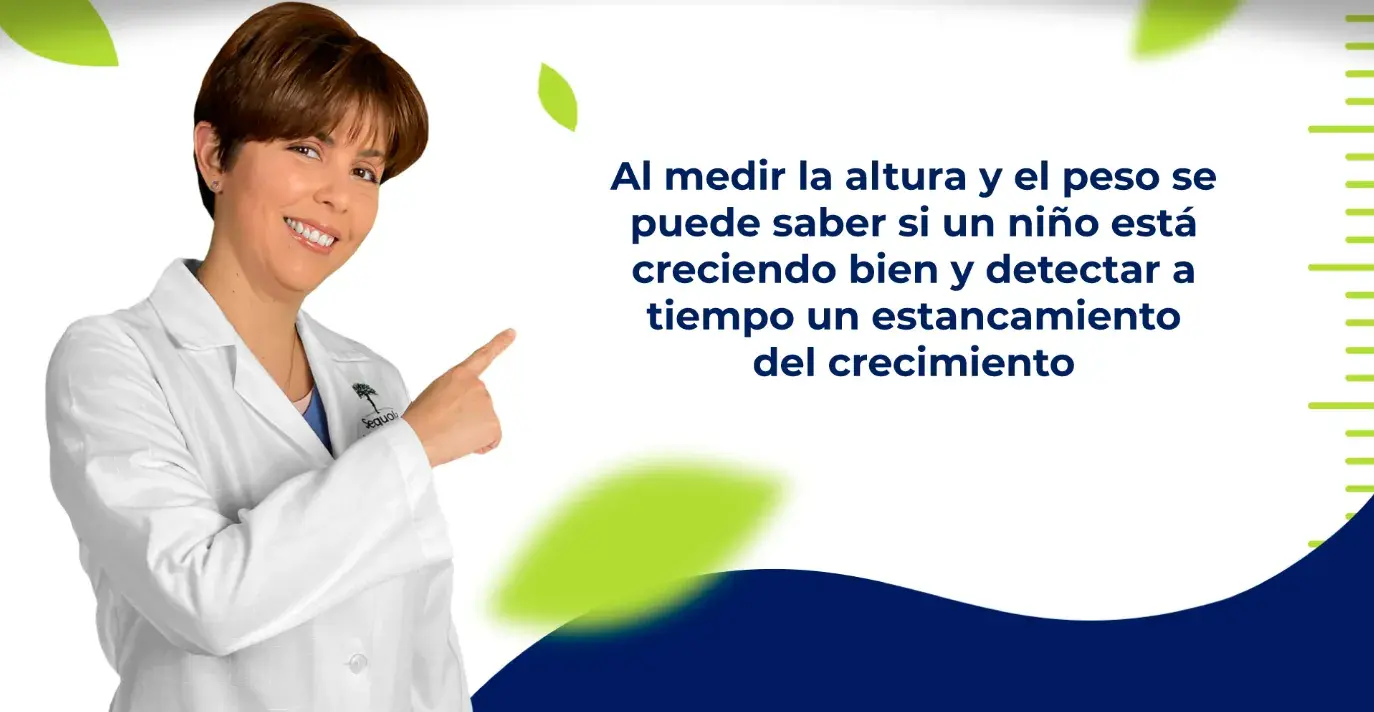 Al medir la altura y el peso se
puede saber si un niño está
creciendo bien y detectar a
tiempo un estancamiento
del crecimiento